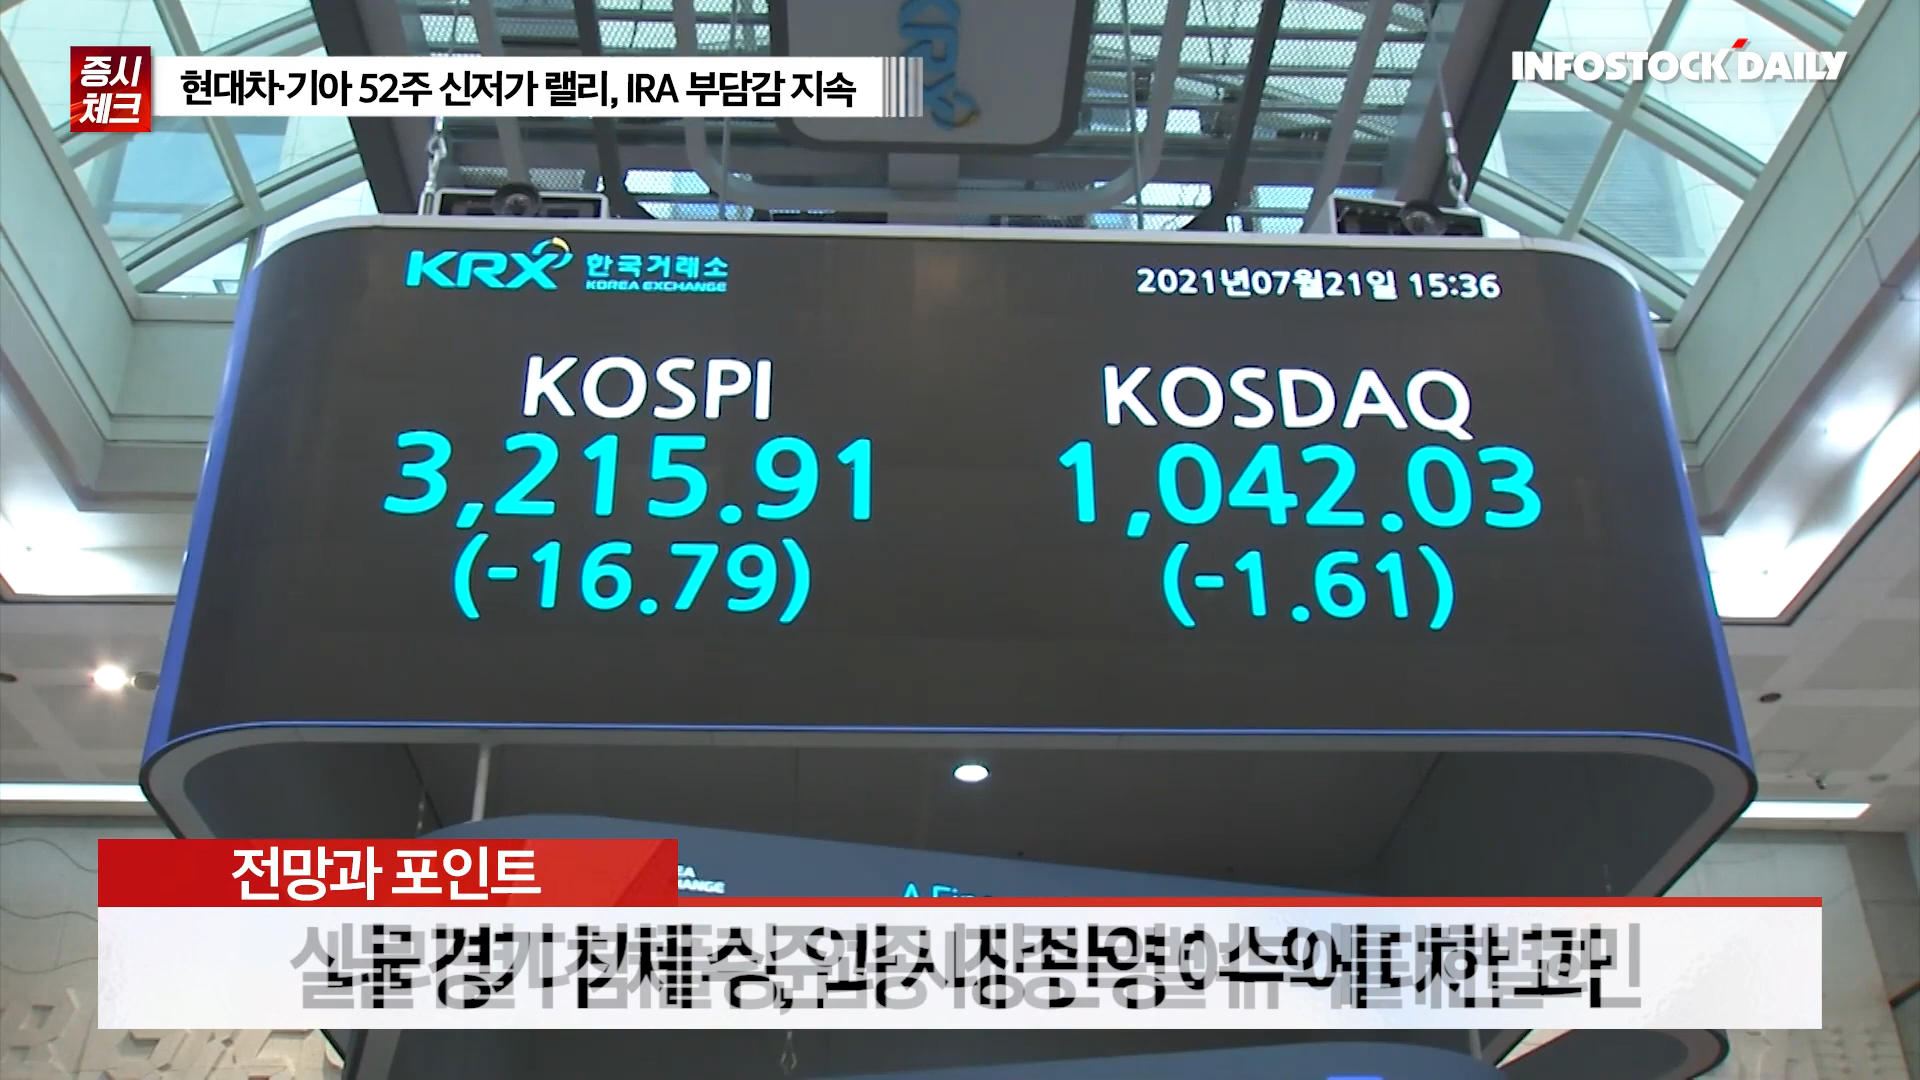 증시
체크
현대차·기아 52주 신저가 랠리, IRA 부담감 지속
INFOSTOCK DAILY
KRX
KRX 한국거래소
KOREA EXCHANGE
2021년07월21일 15:36
KOSPI
KOSDAQ
3,215.91
1,042.03
(-16.79)
(-1.61)
전망과 포인트